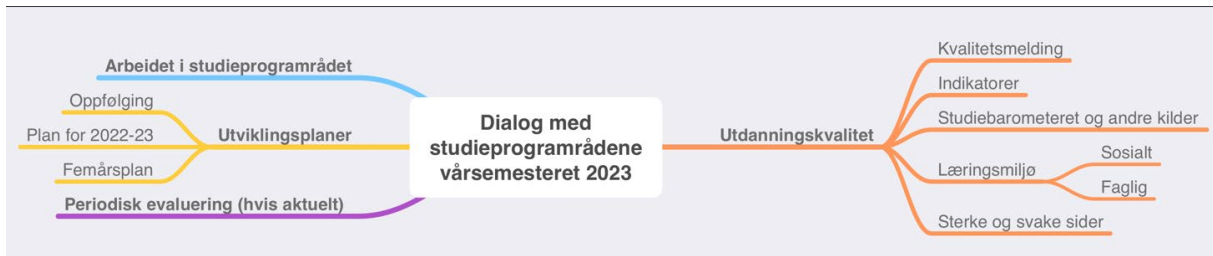 Arbeidet i studieprogramrådet
Oppfølging
Plan for 2022-23
Femårsplan
Utviklingsplaner
Periodisk evaluering (hvis aktuelt)
Dialog med
studieprogramrådene
vårsemesteret 2023
Utdanningskvalitet
Kvalitetsmelding
Indikatorer
Studiebarometeret og andre kilder
Læringsmiljø
Sosialt
Faglig
Sterke og svake sider